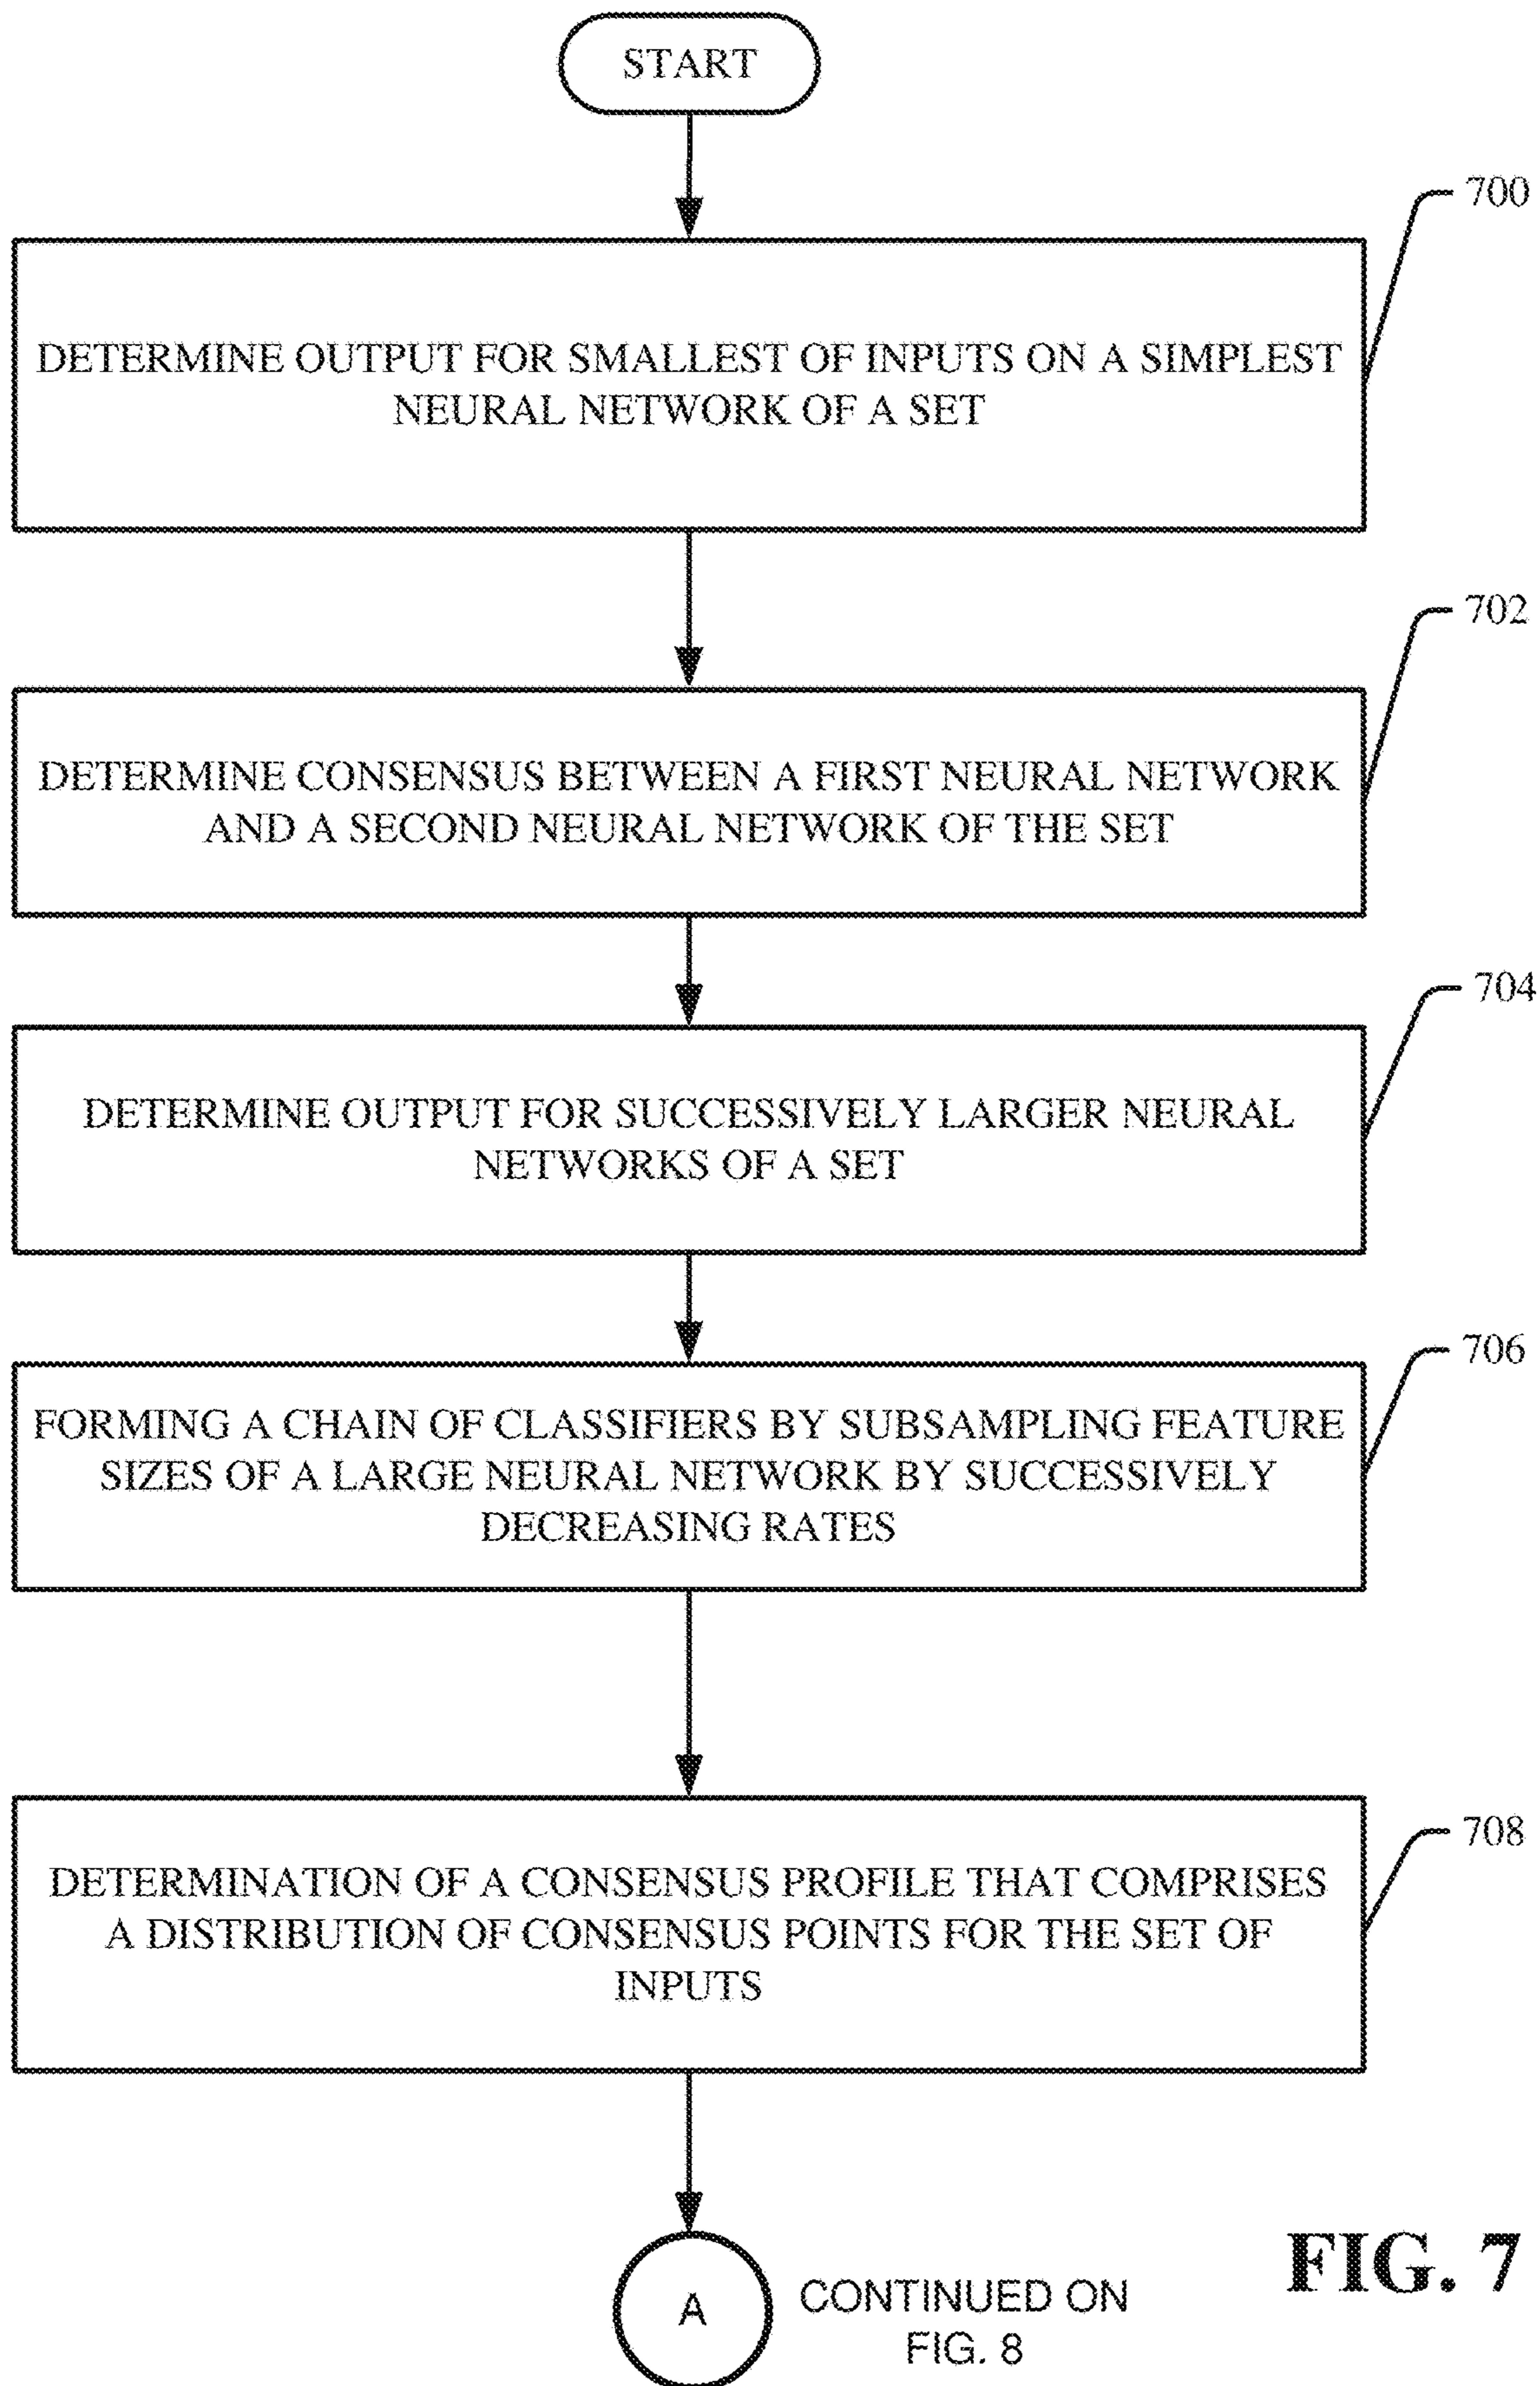 START
700
DETERMINE OUTPUT FOR SMALLEST OF INPUTS ON A SIMPLEST
NEURAL NETWORK OF A SET
702
DETERMINE CONSENSUS BETWEEN A FIRST NEURAL NETWORK
AND A SECOND NEURAL NETWORK OF THE SET
704
DETERMINE OUTPUT FOR SUCCESSIVELY LARGER NEURAL
NETWORKS OF A SET
706
FORMING A CHAIN OF CLASSIFIERS BY SUBSAMPLING FEATURE
SIZES OF A LARGE NEURAL NETWORK BY SUCCESSIVELY
DECREASING RATES
708
DETERMINATION OF A CONSENSUS PROFILE THAT COMPRISES
A DISTRIBUTION OF CONSENSUS POINTS FOR THE SET OF
INPUTS
A
CONTINUED ON
FIG. 8
FIG. 7